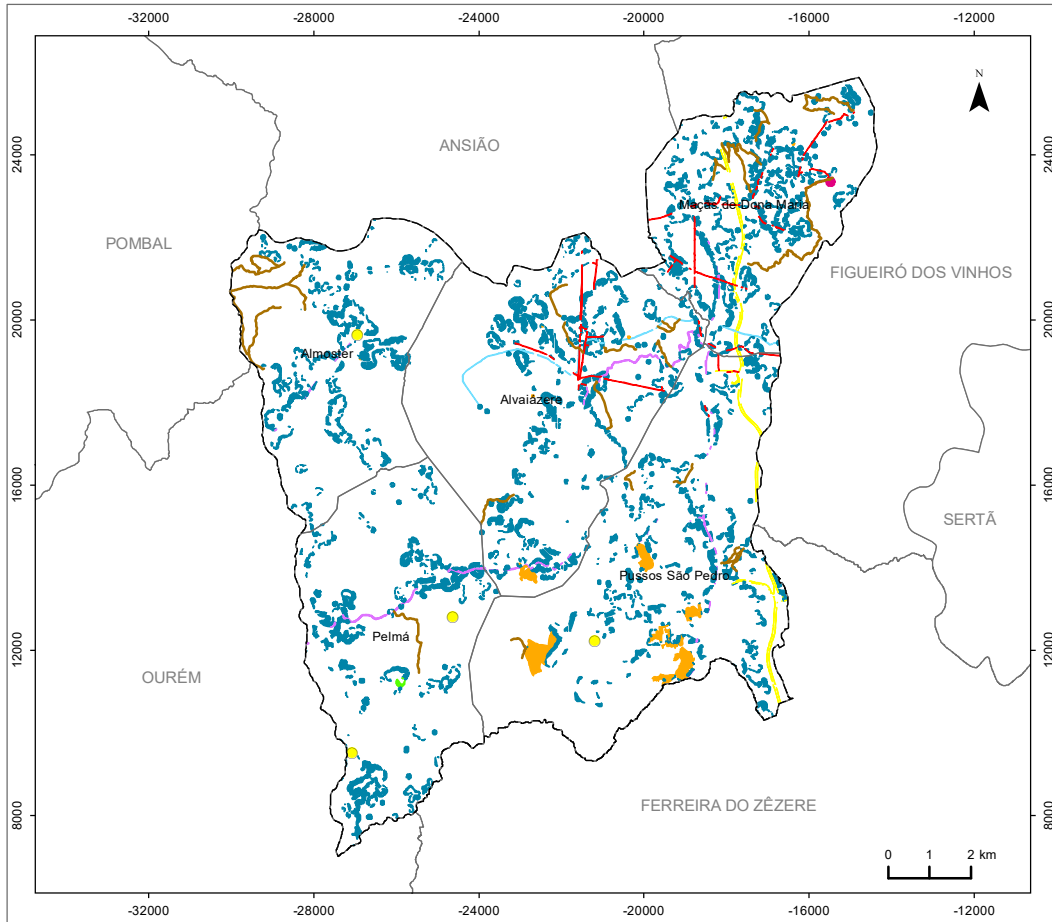 -32000 -28000 -24000 -20000 -16000 -12000
N
24000 24000
ANSIÃO
Maçãs de Dona Maria
POMBAL
FIGUEIRÓ DOS VINHOS
20000 20000
Almoster
Alvaiázere
16000 16000
SERTÃ
Pussos São Pedro
Pelmá
12000 12000
OURÉM
FERREIRA DO ZÊZERE
8000 8000
0 1 2 km
-32000 -28000 -24000 -20000 -16000 -12000